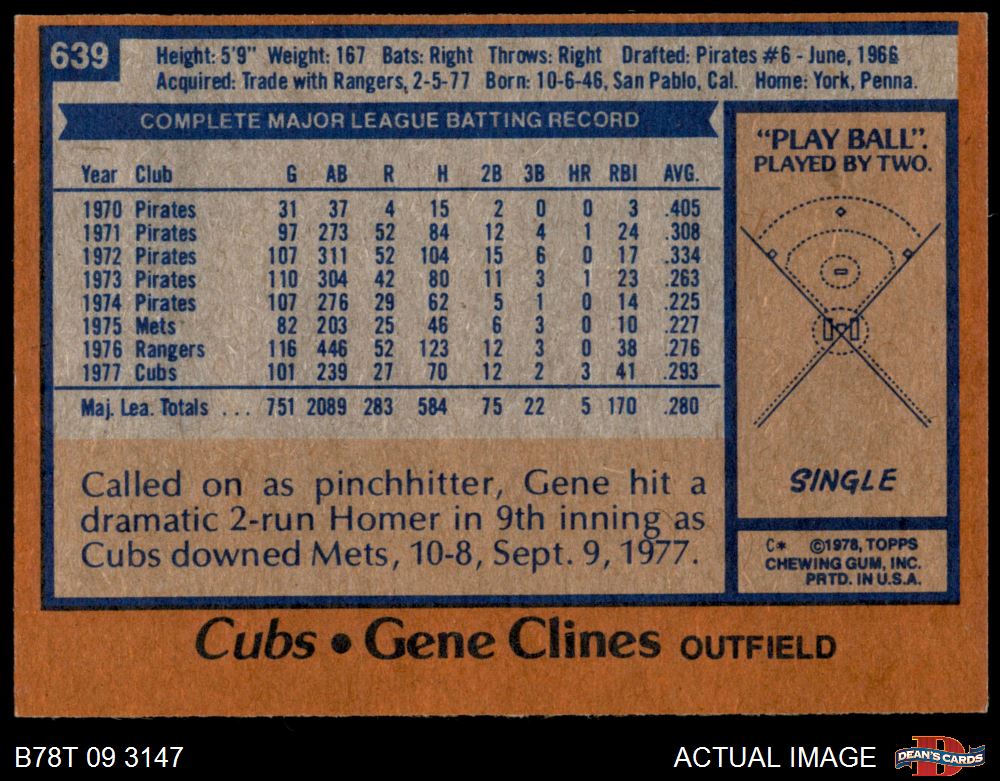 639
Height: 5'9" Weight: 167 Bats: Right Throws: Right Drafted: Pirates #6 - June, 1966
Acquired: Trade with Rangers, 2-5-77 Born: 10-6-46, San Pablo, Cal. Home: York, Penna.
COMPLETE MAJOR LEAGUE BATTING RECORD
Year Club G AB R H 2B 3B HR RBI AVG.
1970 Pirates 31 37 4 15 2 0 0 3 .405
1971 Pirates 97 273 52 84 12 4 1 24 .308
1972 Pirates 107 311 52 104 15 6 0 17 .334
1973 Pirates 110 304 42 80 11 3 1 23 .263
1974 Pirates 107 276 29 62 5 1 0 14 .225
1975 Mets 82 203 25 46 6 3 0 10 .227
1976 Rangers 116 446 52 123 12 3 0 38 .276
1977 Cubs 101 239 27 70 12 2 3 41 .293
Maj. Lea. Totals ... 751 2089 283 584 75 22 5 170 .280
Called on as pinchhitter, Gene hit a
dramatic 2-run Homer in 9th inning as
Cubs downed Mets, 10-8, Sept. 9, 1977.
"PLAY BALL".
PLAYED BY TWO.
SINGLE
C* ©1978, TOPPS
CHEWING GUM, INC.
PRTD. IN U.S.A.
Cubs • Gene Clines OUTFIELD
B78T 09 3147
ACTUAL IMAGE
D
DEAN'S CARDS